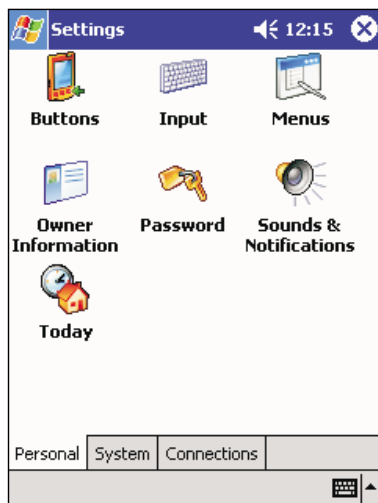 Settings 12:15
Buttons Input Menus
Owner Information Password Sounds & Notifications
Today
Personal System Connections